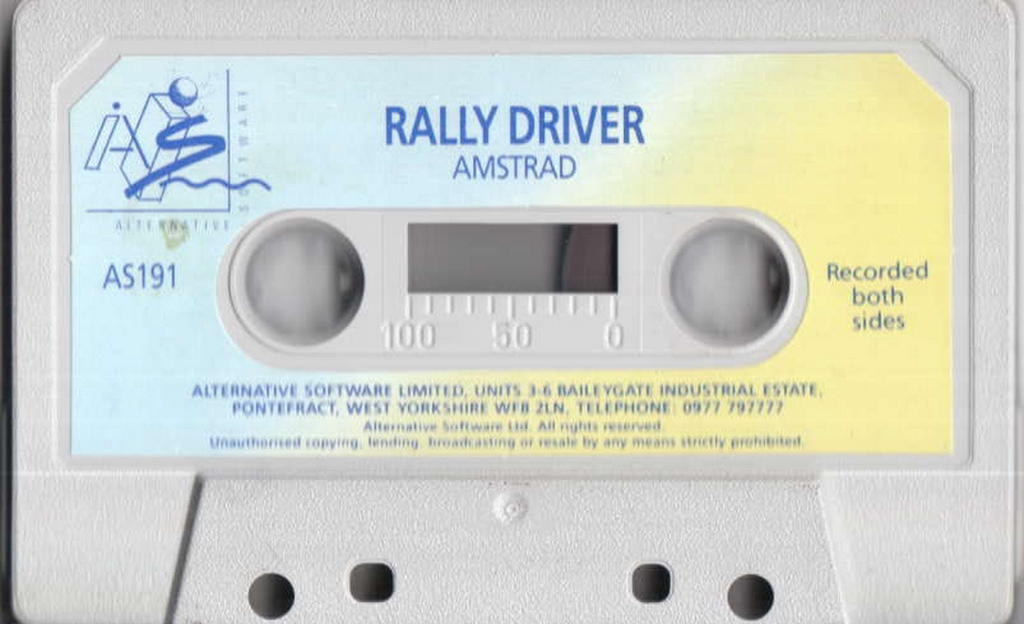 RALLY DRIVER
AMSTRAD
SOFTWARE
ALTERNATIVE
AS191
Recorded
both
sides
100 50 0
ALTERNATIVE SOFTWARE LIMITED, UNITS 3-6 BAILEYGATE INDUSTRIAL ESTATE,
PONTEFRACT, WEST YORKSHIRE WF8 2LN, TELEPHONE: 0977 797777
Alternative Software Ltd. All rights reserved.
Unauthorised copying, lending, broadcasting or resale by any means strictly prohibited.